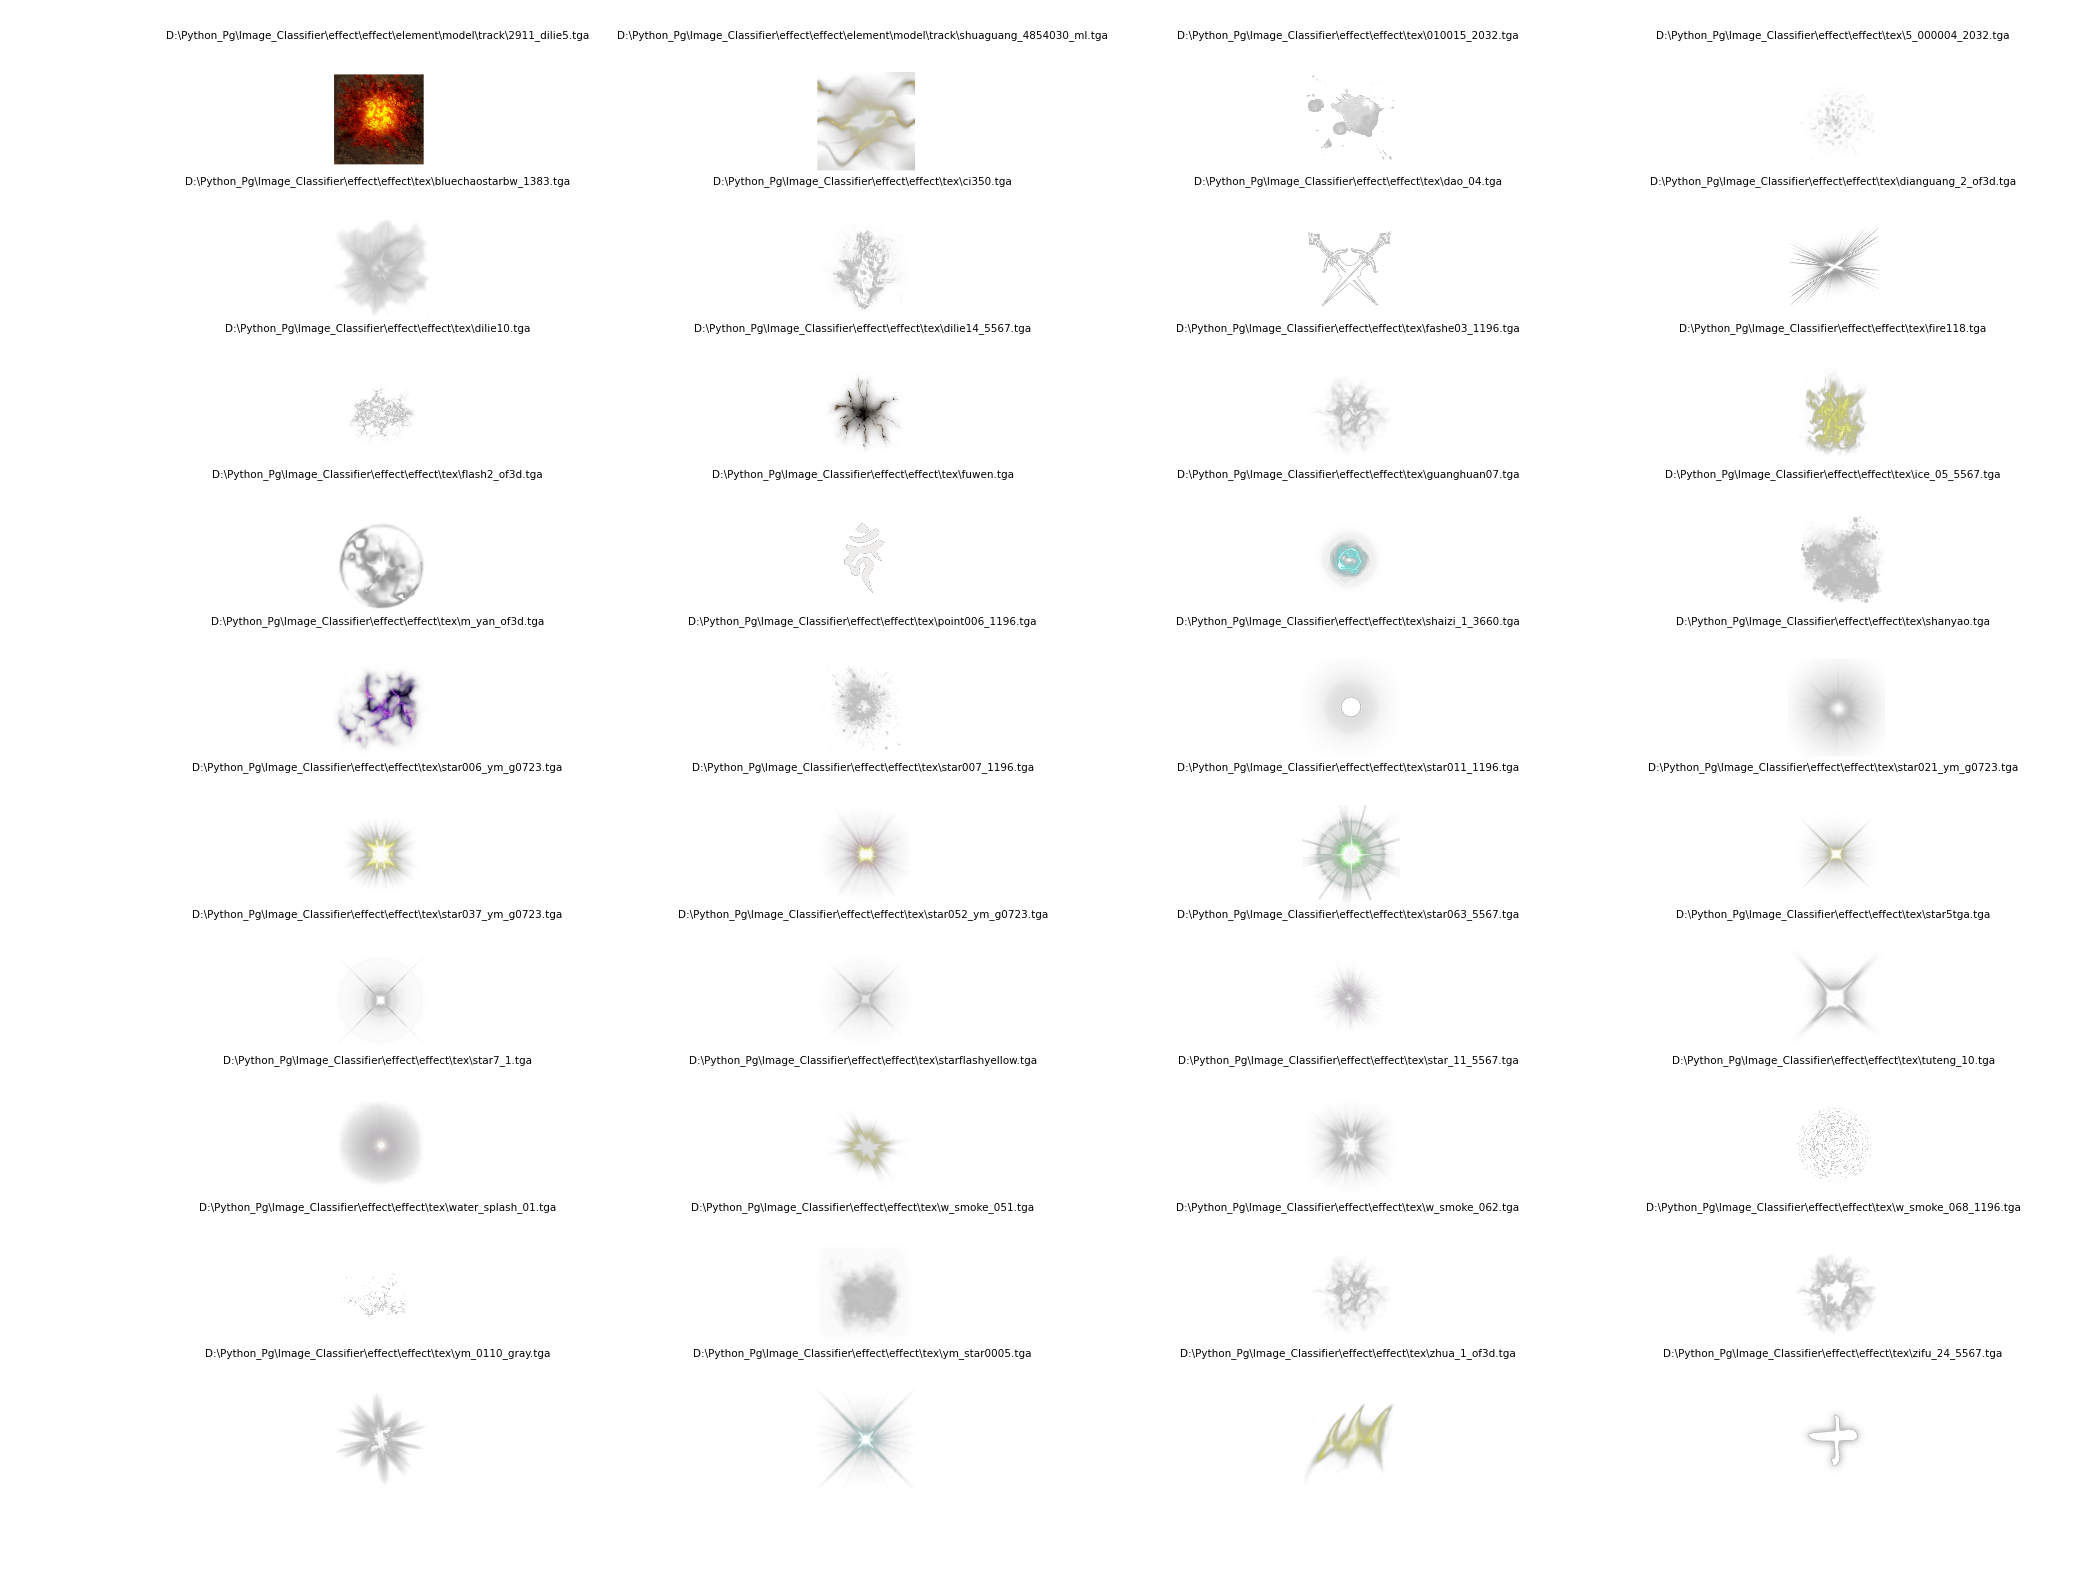 D:\Python_Pg\Image_Classifier\effect\effect\element\model\track\2911_dilie5.tga
D:\Python_Pg\Image_Classifier\effect\effect\element\model\track\shuaguang_4854030_ml.tga
D:\Python_Pg\Image_Classifier\effect\effect\tex\010015_2032.tga
D:\Python_Pg\Image_Classifier\effect\effect\tex\5_000004_2032.tga
D:\Python_Pg\Image_Classifier\effect\effect\tex\bluechaostarbw_1383.tga
D:\Python_Pg\Image_Classifier\effect\effect\tex\ci350.tga
D:\Python_Pg\Image_Classifier\effect\effect\tex\dao_04.tga
D:\Python_Pg\Image_Classifier\effect\effect\tex\dianguang_2_of3d.tga
D:\Python_Pg\Image_Classifier\effect\effect\tex\dilie10.tga
D:\Python_Pg\Image_Classifier\effect\effect\tex\dilie14_5567.tga
D:\Python_Pg\Image_Classifier\effect\effect\tex\fashe03_1196.tga
D:\Python_Pg\Image_Classifier\effect\effect\tex\fire118.tga
D:\Python_Pg\Image_Classifier\effect\effect\tex\flash2_of3d.tga
D:\Python_Pg\Image_Classifier\effect\effect\tex\fuwen.tga
D:\Python_Pg\Image_Classifier\effect\effect\tex\guanghuan07.tga
D:\Python_Pg\Image_Classifier\effect\effect\tex\ice_05_5567.tga
D:\Python_Pg\Image_Classifier\effect\effect\tex\m_yan_of3d.tga
D:\Python_Pg\Image_Classifier\effect\effect\tex\point006_1196.tga
D:\Python_Pg\Image_Classifier\effect\effect\tex\shaizi_1_3660.tga
D:\Python_Pg\Image_Classifier\effect\effect\tex\shanyao.tga
D:\Python_Pg\Image_Classifier\effect\effect\tex\star006_ym_g0723.tga
D:\Python_Pg\Image_Classifier\effect\effect\tex\star007_1196.tga
D:\Python_Pg\Image_Classifier\effect\effect\tex\star011_1196.tga
D:\Python_Pg\Image_Classifier\effect\effect\tex\star021_ym_g0723.tga
D:\Python_Pg\Image_Classifier\effect\effect\tex\star037_ym_g0723.tga
D:\Python_Pg\Image_Classifier\effect\effect\tex\star052_ym_g0723.tga
D:\Python_Pg\Image_Classifier\effect\effect\tex\star063_5567.tga
D:\Python_Pg\Image_Classifier\effect\effect\tex\star5tga.tga
D:\Python_Pg\Image_Classifier\effect\effect\tex\star7_1.tga
D:\Python_Pg\Image_Classifier\effect\effect\tex\starflashyellow.tga
D:\Python_Pg\Image_Classifier\effect\effect\tex\star_11_5567.tga
D:\Python_Pg\Image_Classifier\effect\effect\tex\tuteng_10.tga
D:\Python_Pg\Image_Classifier\effect\effect\tex\water_splash_01.tga
D:\Python_Pg\Image_Classifier\effect\effect\tex\w_smoke_051.tga
D:\Python_Pg\Image_Classifier\effect\effect\tex\w_smoke_062.tga
D:\Python_Pg\Image_Classifier\effect\effect\tex\w_smoke_068_1196.tga
D:\Python_Pg\Image_Classifier\effect\effect\tex\ym_0110_gray.tga
D:\Python_Pg\Image_Classifier\effect\effect\tex\ym_star0005.tga
D:\Python_Pg\Image_Classifier\effect\effect\tex\zhua_1_of3d.tga
D:\Python_Pg\Image_Classifier\effect\effect\tex\zifu_24_5567.tga